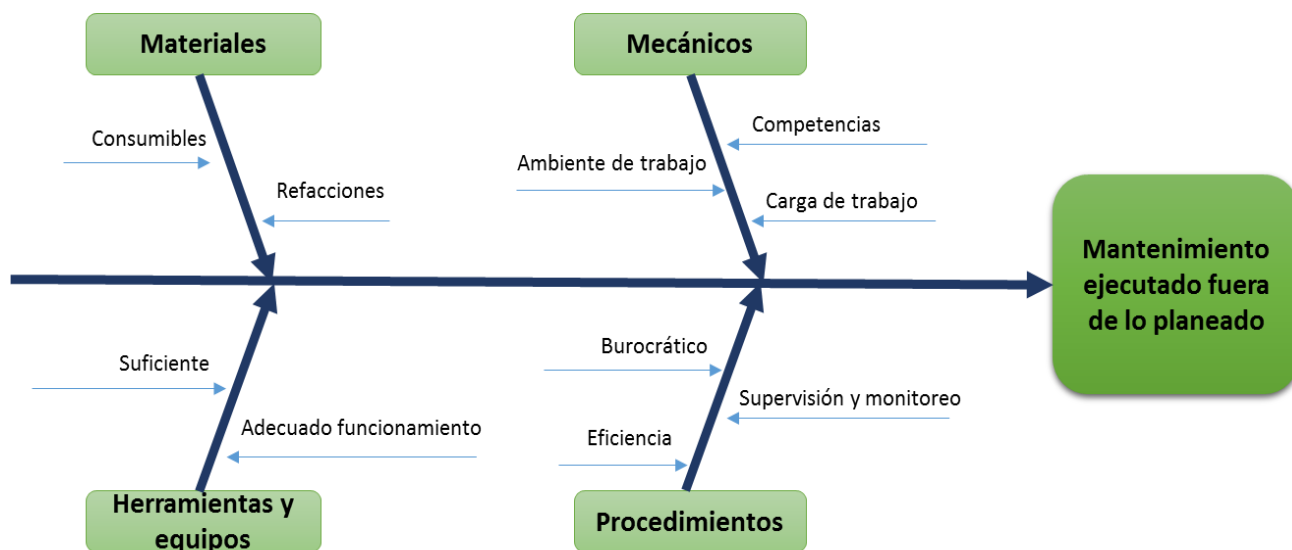 Materiales
Mecánicos
Consumibles
Refacciones
Competencias
Ambiente de trabajo
Carga de trabajo
Mantenimiento
ejecutado fuera
de lo planeado
Suficiente
Adecuado funcionamiento
Burocrático
Supervisión y monitoreo
Eficiencia
Herramientas y
equipos
Procedimientos